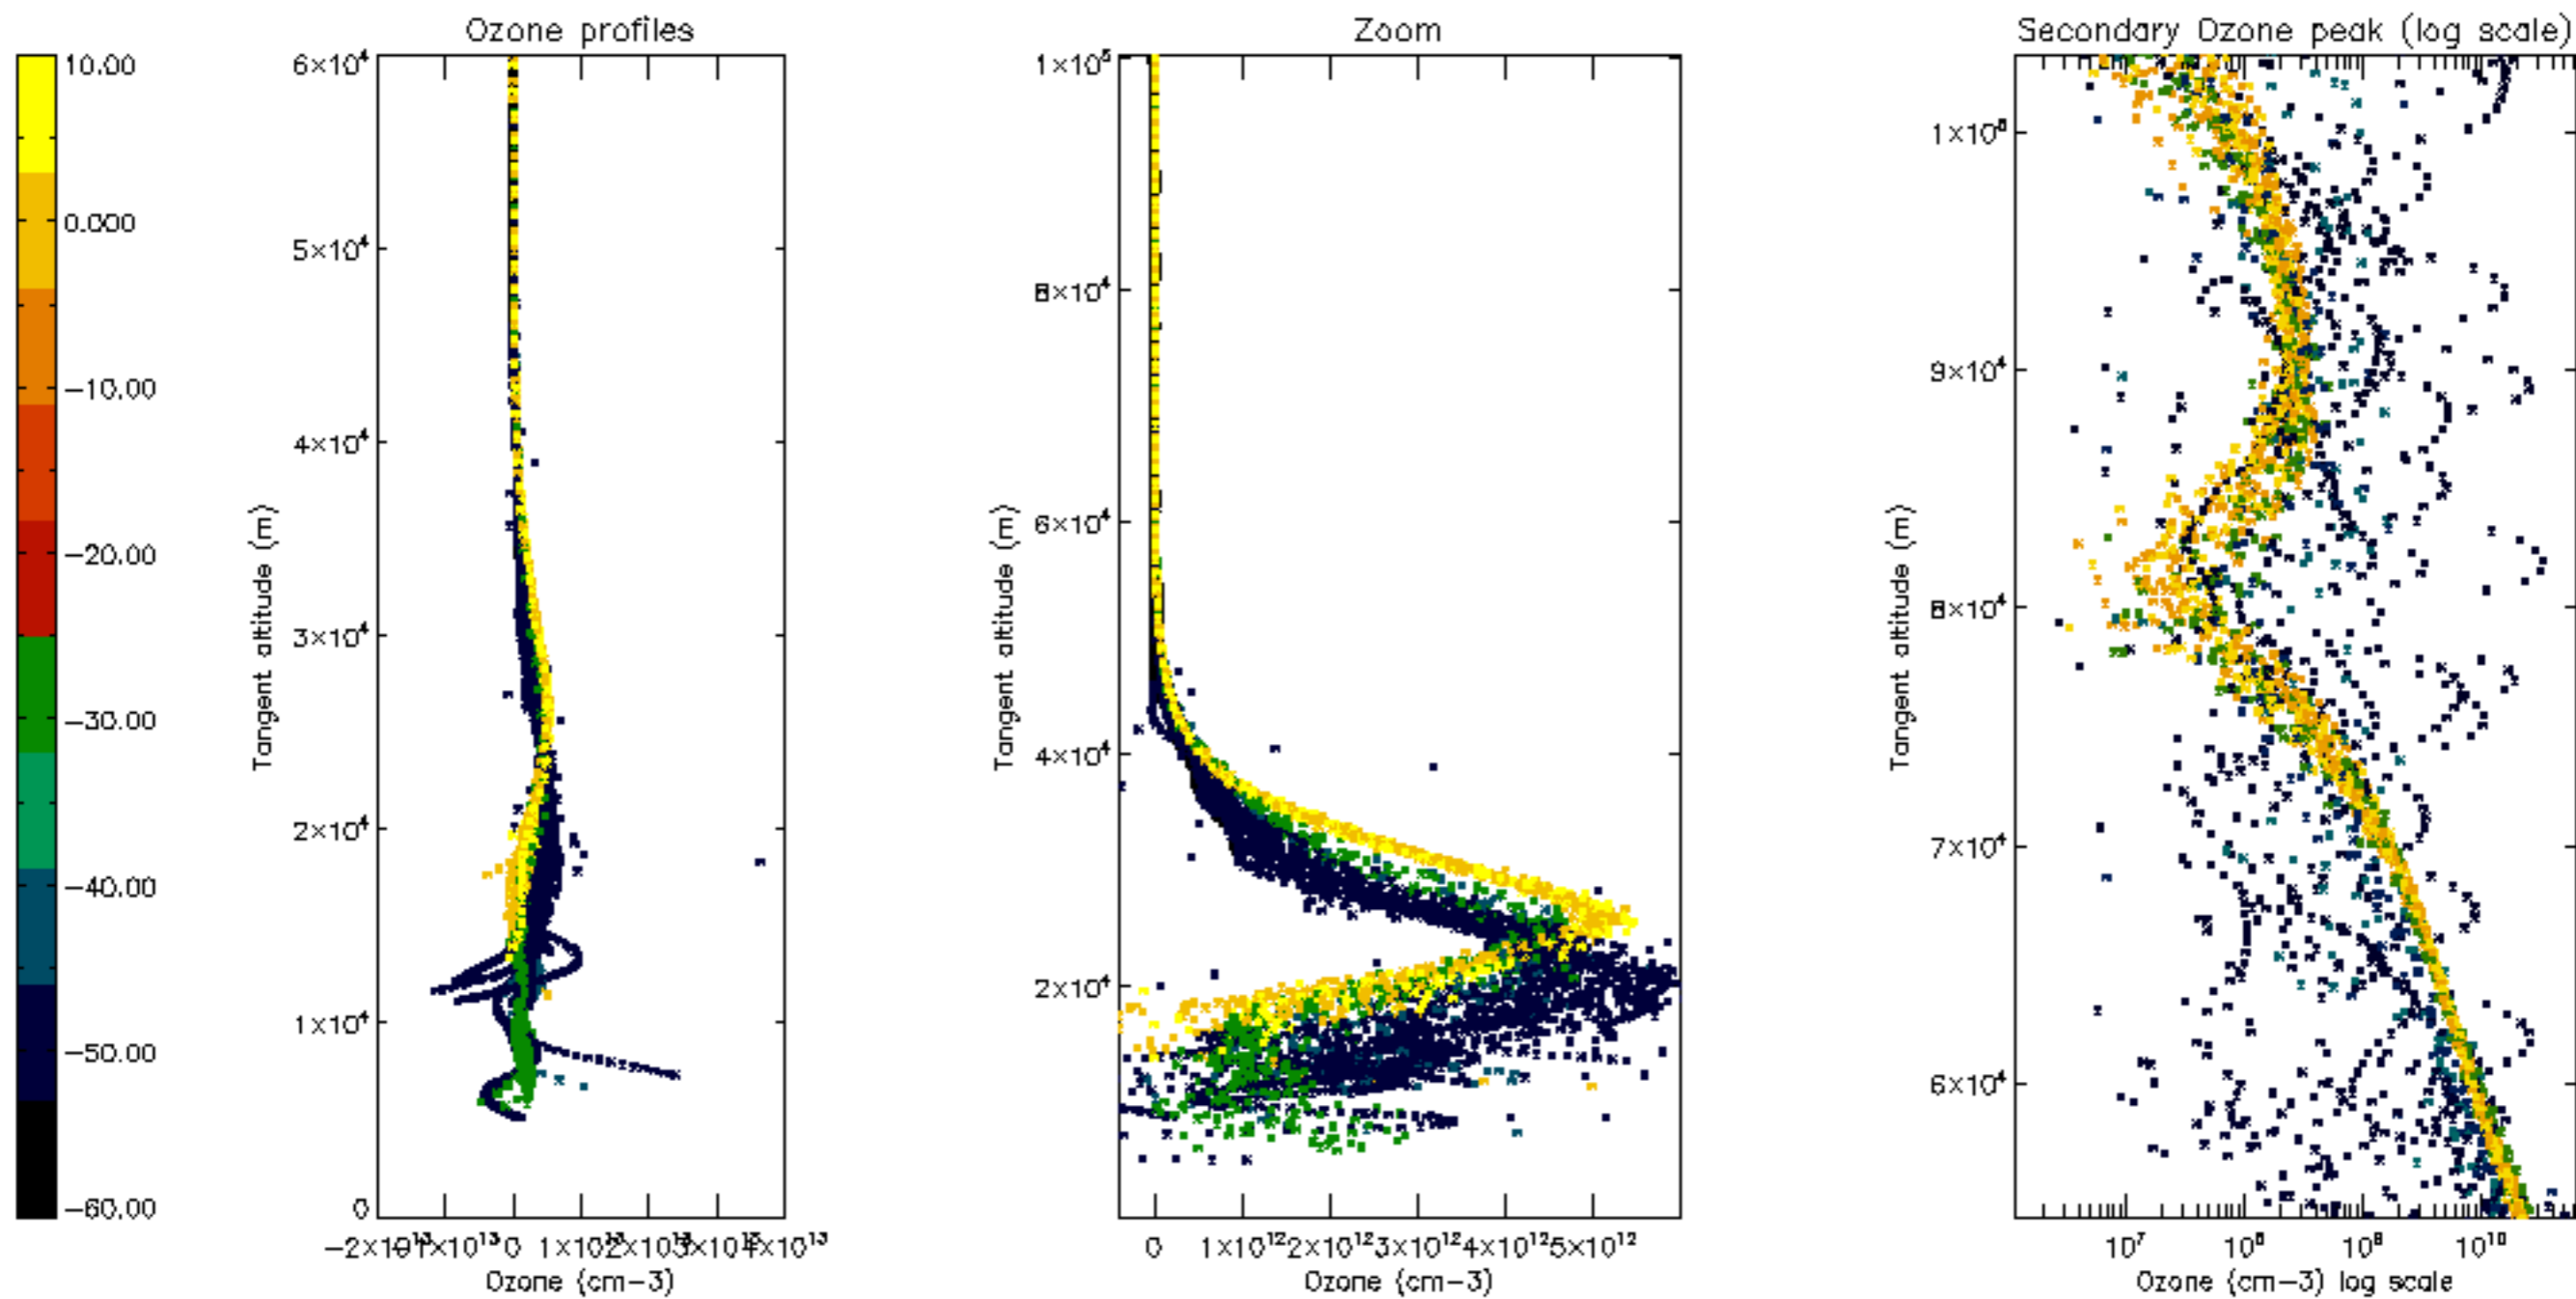 Ozone profiles
Zoom
Secondary Ozone peak (log scale)
10.00
0.000
−10.00
−20.00
−30.00
−40.00
−50.00
−60.00
6×10⁴
5×10⁴
4×10⁴
3×10⁴
2×10⁴
1×10⁴
0
Tangent altitude (m)
0
Ozone (cm−3)
1×10⁵
8×10⁴
6×10⁴
4×10⁴
2×10⁴
Tangent altitude (m)
0 1×10¹² 2×10¹² 3×10¹² 4×10¹² 5×10¹²
Ozone (cm−3)
9×10⁴
8×10⁴
7×10⁴
6×10⁴
Tangent altitude (m)
10⁷ 10⁸ 10⁹ 10¹⁰
Ozone (cm−3) log scale